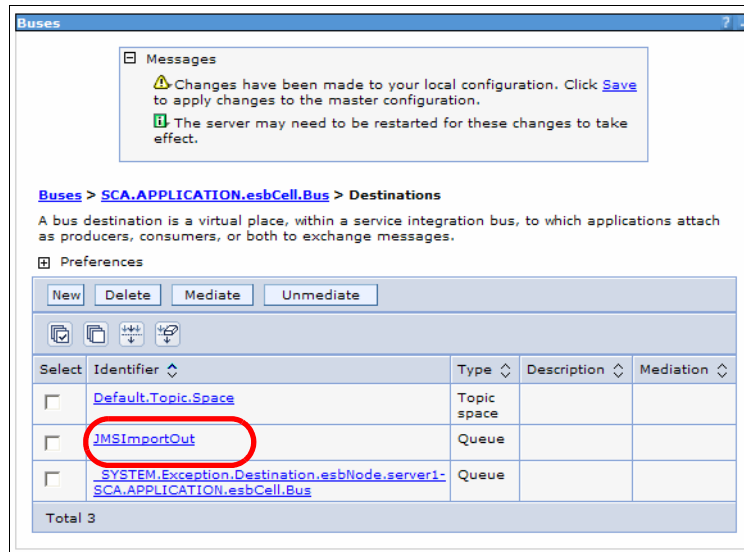 Buses
?
Messages
Changes have been made to your local configuration. Click Save
to apply changes to the master configuration.
The server may need to be restarted for these changes to take
effect.
Buses > SCA.APPLICATION.esbCell.Bus > Destinations
A bus destination is a virtual place, within a service integration bus, to which applications attach
as producers, consumers, or both to exchange messages.
Preferences
New Delete Mediate Unmediate
Select Identifier Type Description Mediation
Default.Topic.Space Topic
space
JMSImportOut Queue
_SYSTEM.Exception.Destination.esbNode.server1- Queue
SCA.APPLICATION.esbCell.Bus
Total 3